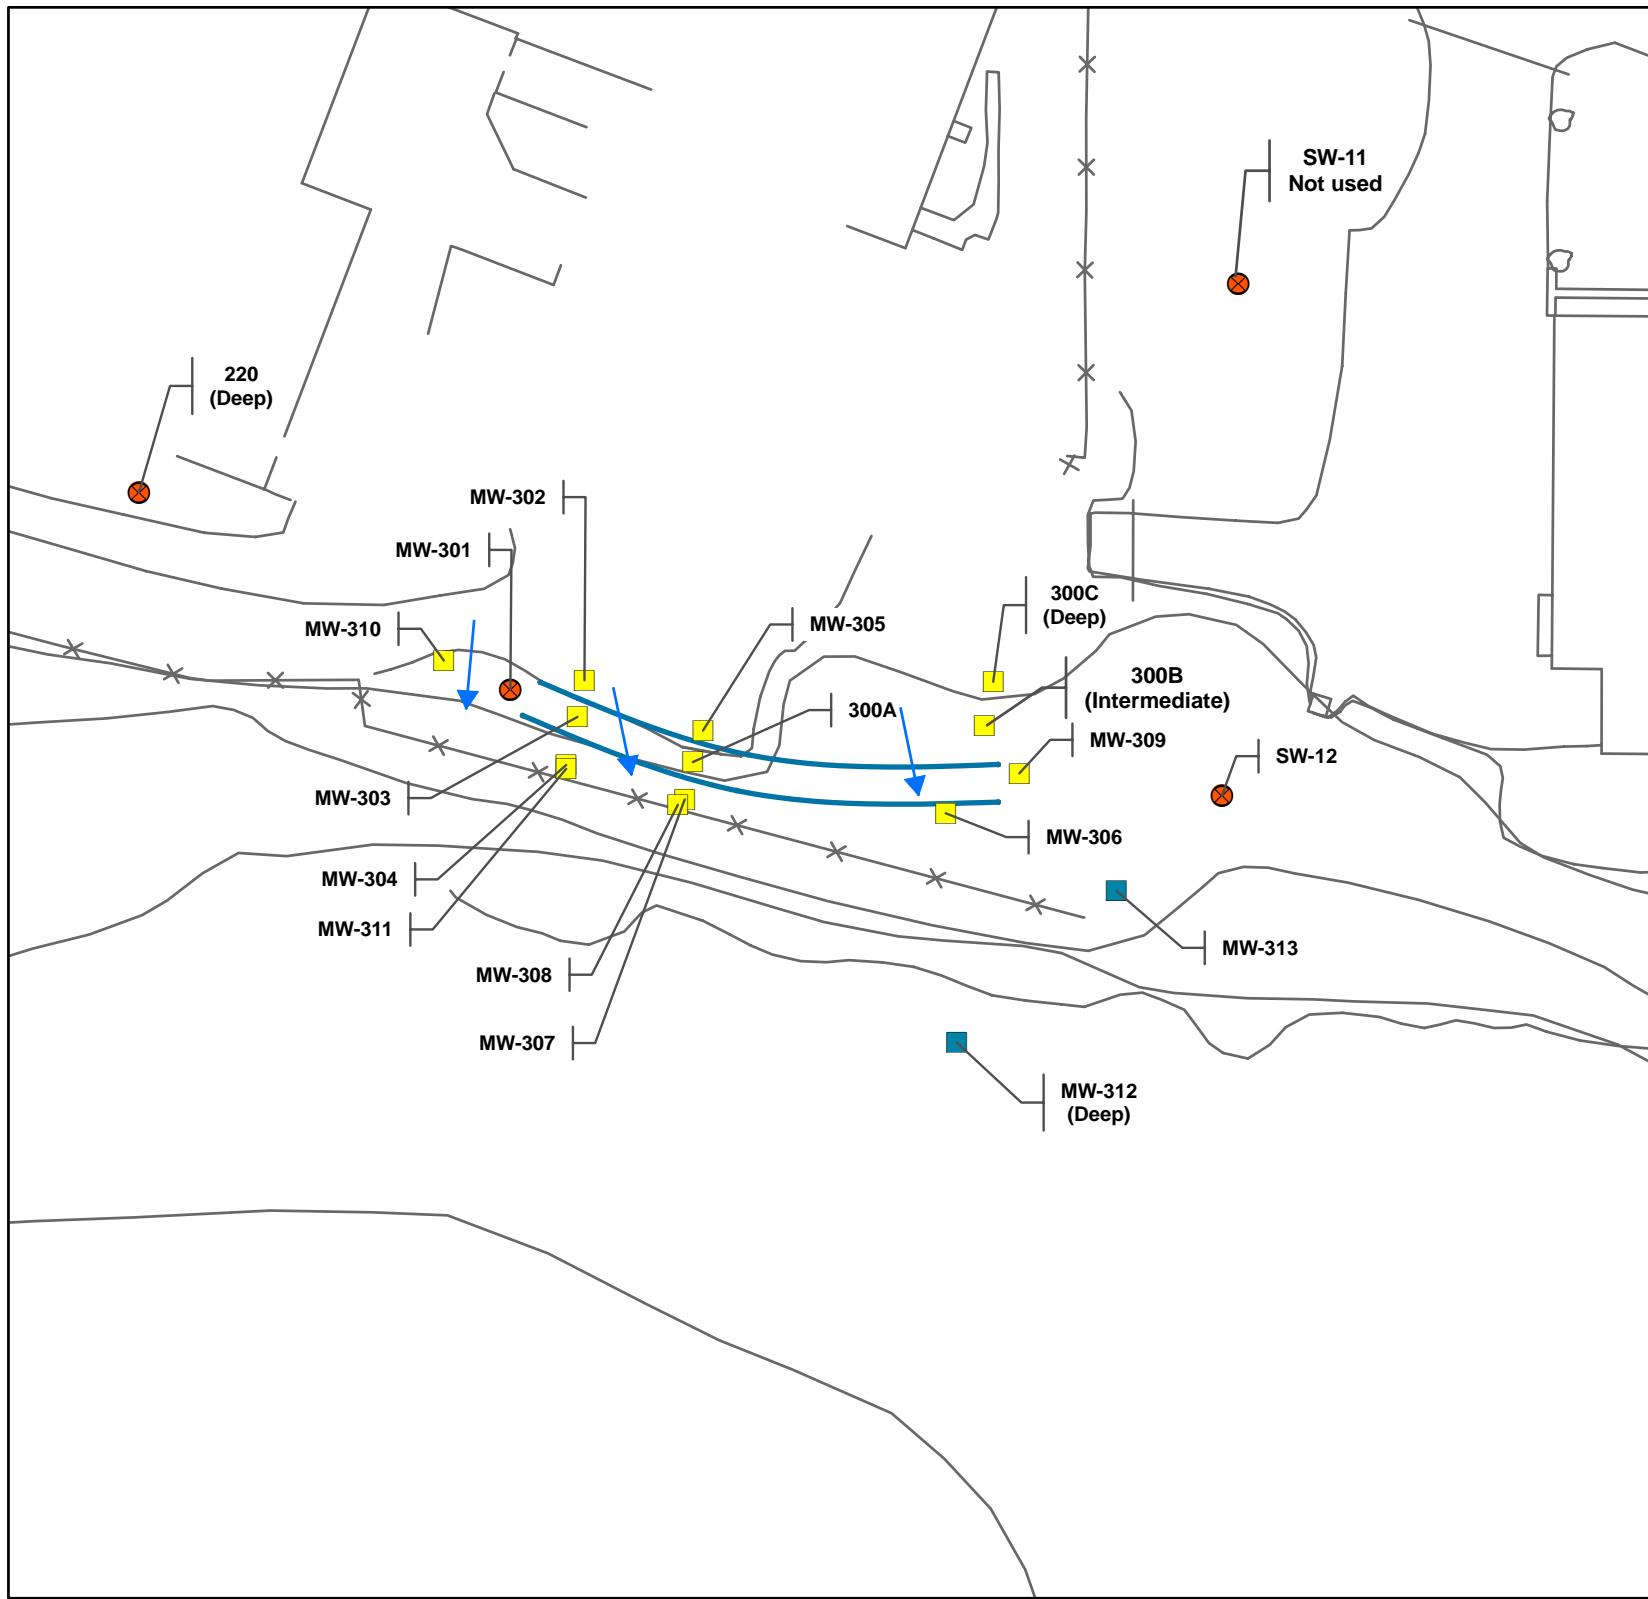 SW-11
Not used
220
(Deep)
MW-302
MW-301
300C
(Deep)
MW-305
MW-310
300B
(Intermediate)
300A
MW-309
SW-12
MW-303
MW-306
MW-304
MW-311
MW-313
MW-308
MW-307
MW-312
(Deep)